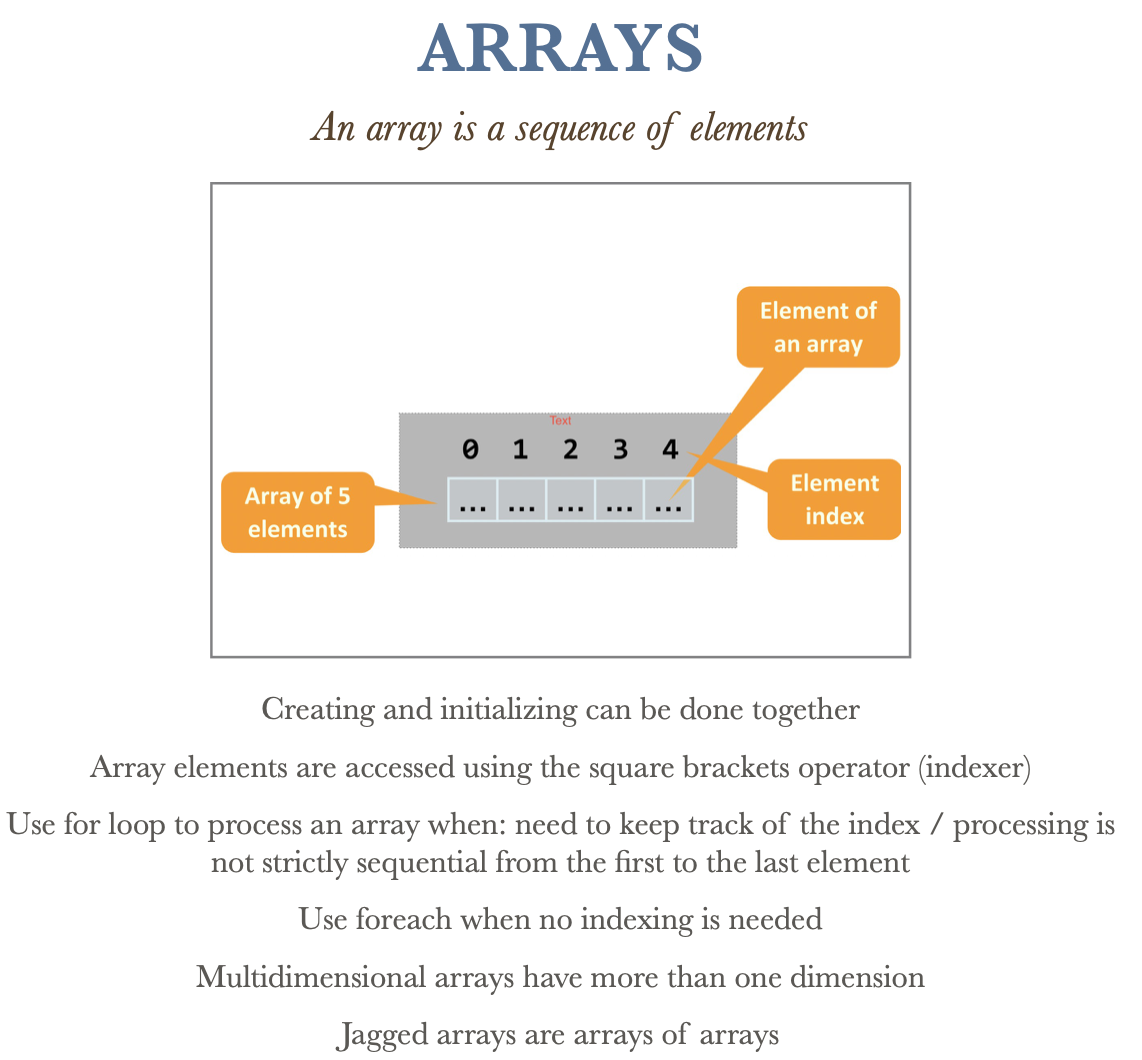 ARRAYS
An array is a sequence of elements
Element of
an array
Text
0 1 2 3 4
Array of 5
elements
... ... ... ... ...
Element
index
Creating and initializing can be done together
Array elements are accessed using the square brackets operator (indexer)
Use for loop to process an array when: need to keep track of the index / processing is
not strictly sequential from the first to the last element
Use foreach when no indexing is needed
Multidimensional arrays have more than one dimension
Jagged arrays are arrays of arrays